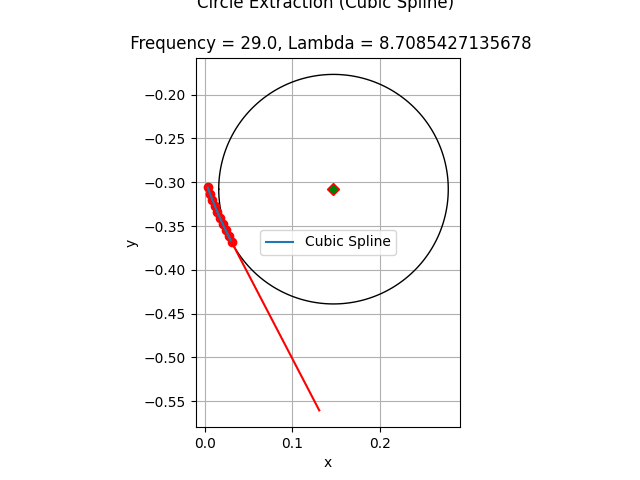 Circle Extraction (Cubic Spline)
Frequency = 29.0, Lambda = 8.7085427135678
−0.20
−0.25
−0.30
−0.35
−0.40
−0.45
−0.50
−0.55
y
Cubic Spline
0.0 0.1 0.2
x